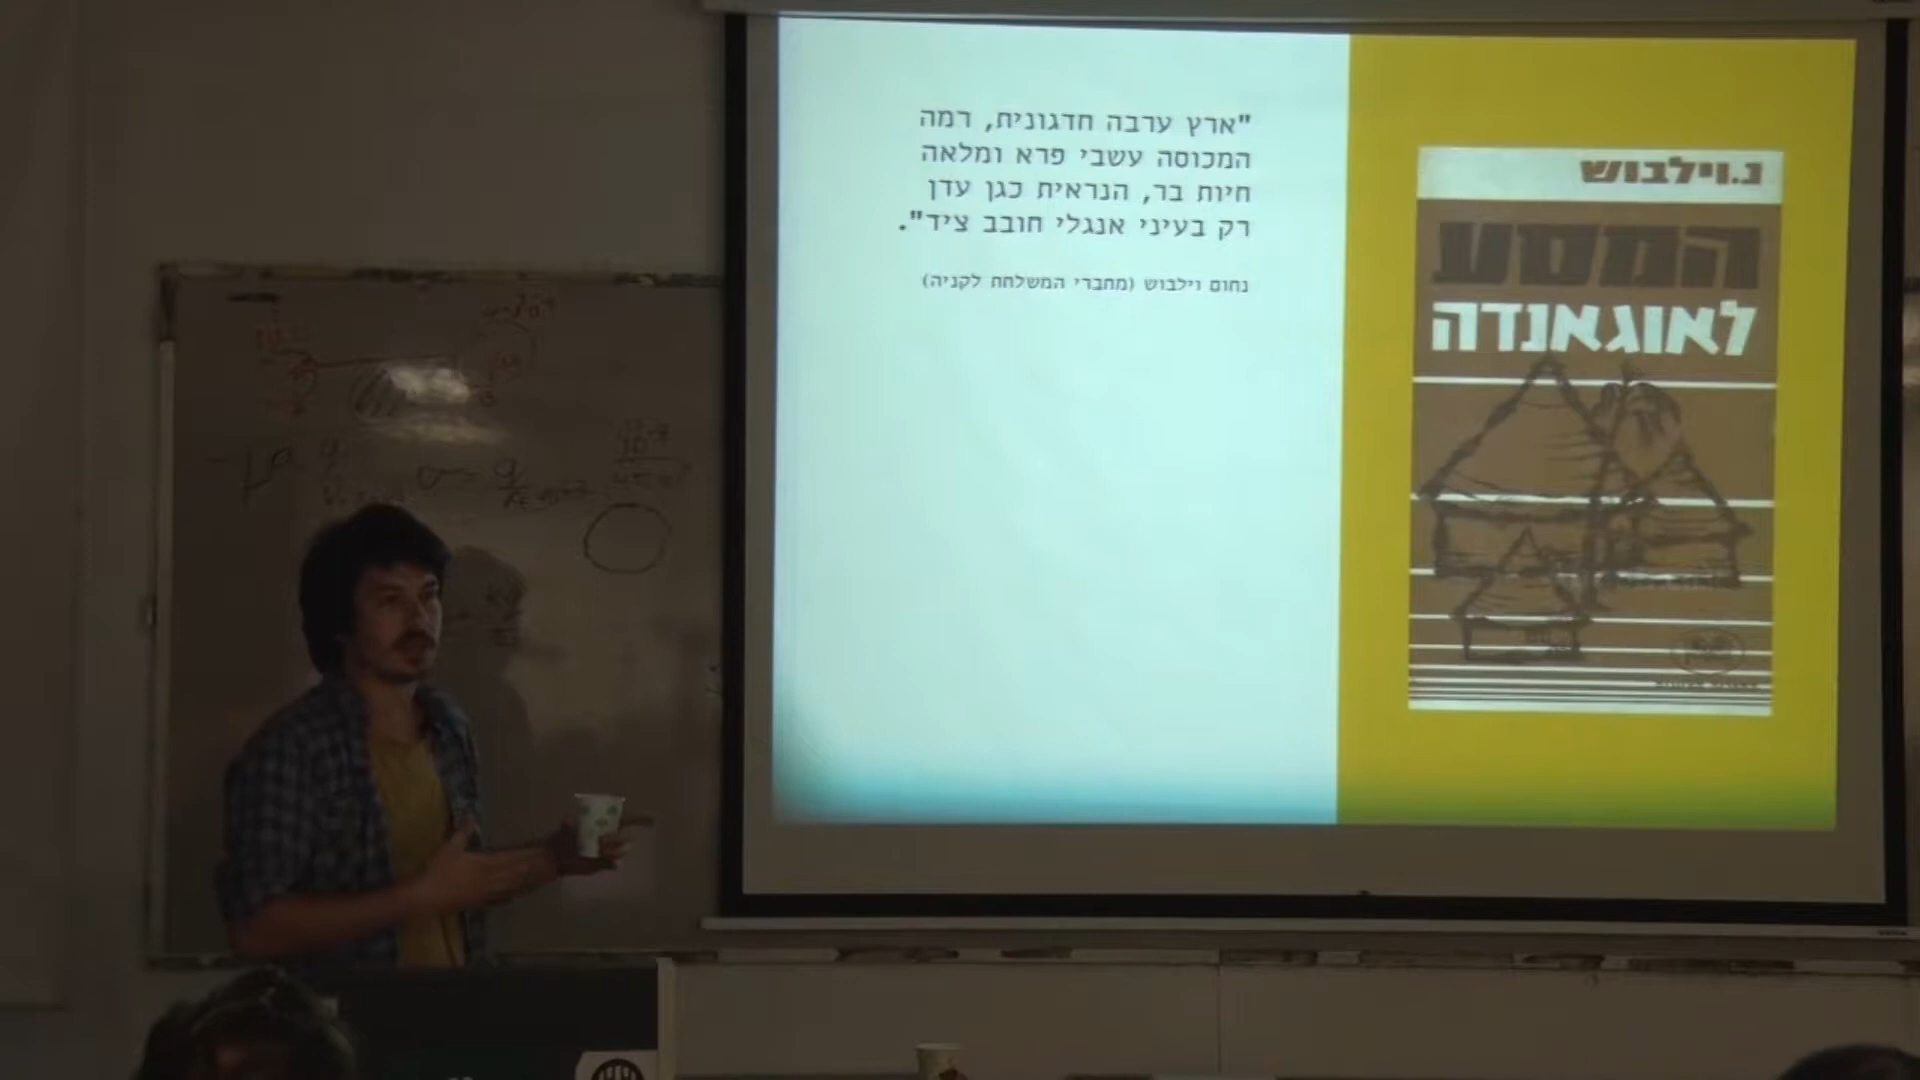 "ארץ ערבה חדגונית, רמה
המכוסה עשבי פרא ומלאה
חיות בר, הנראית כגן עדן
רק בעיני אנגלי חובב ציד".
נחום וילבוש (מחברי המשלחת לקניה)
נ.וילבוש
המסע
לאוגאנדה